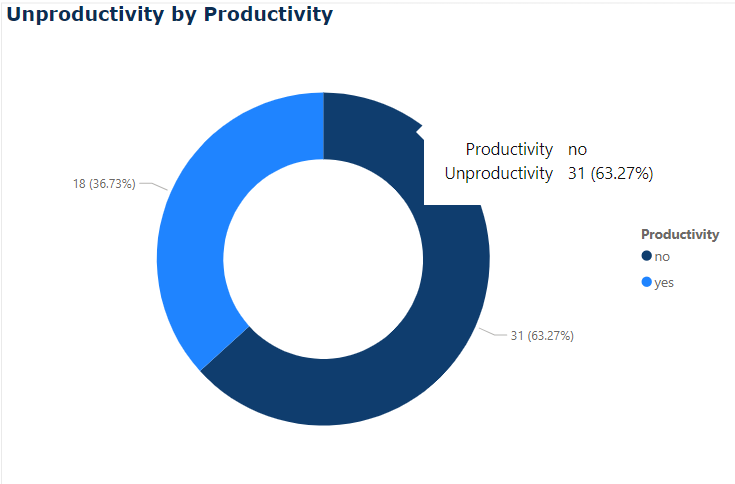 Unproductivity by Productivity
Productivity no
Unproductivity 31 (63.27%)
18 (36.73%)
Productivity
no
yes
31 (63.27%)